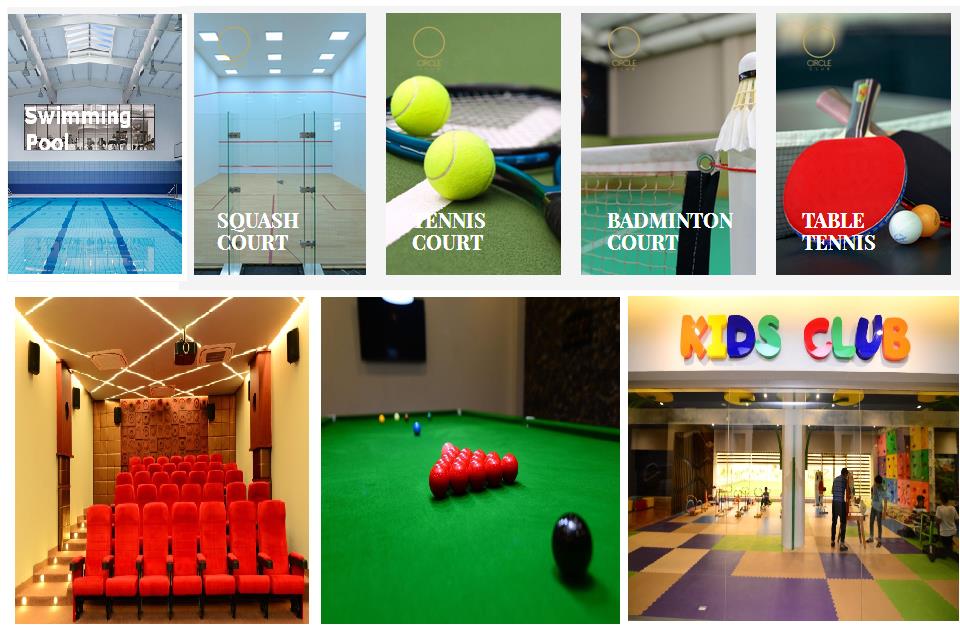 Swimming
Pool
SQUASH
COURT
CIRCLE
CLUB
TENNIS
COURT
CIRCLE
CLUB
BADMINTON
COURT
CIRCLE
CLUB
TABLE
TENNIS
KIDS CLUB